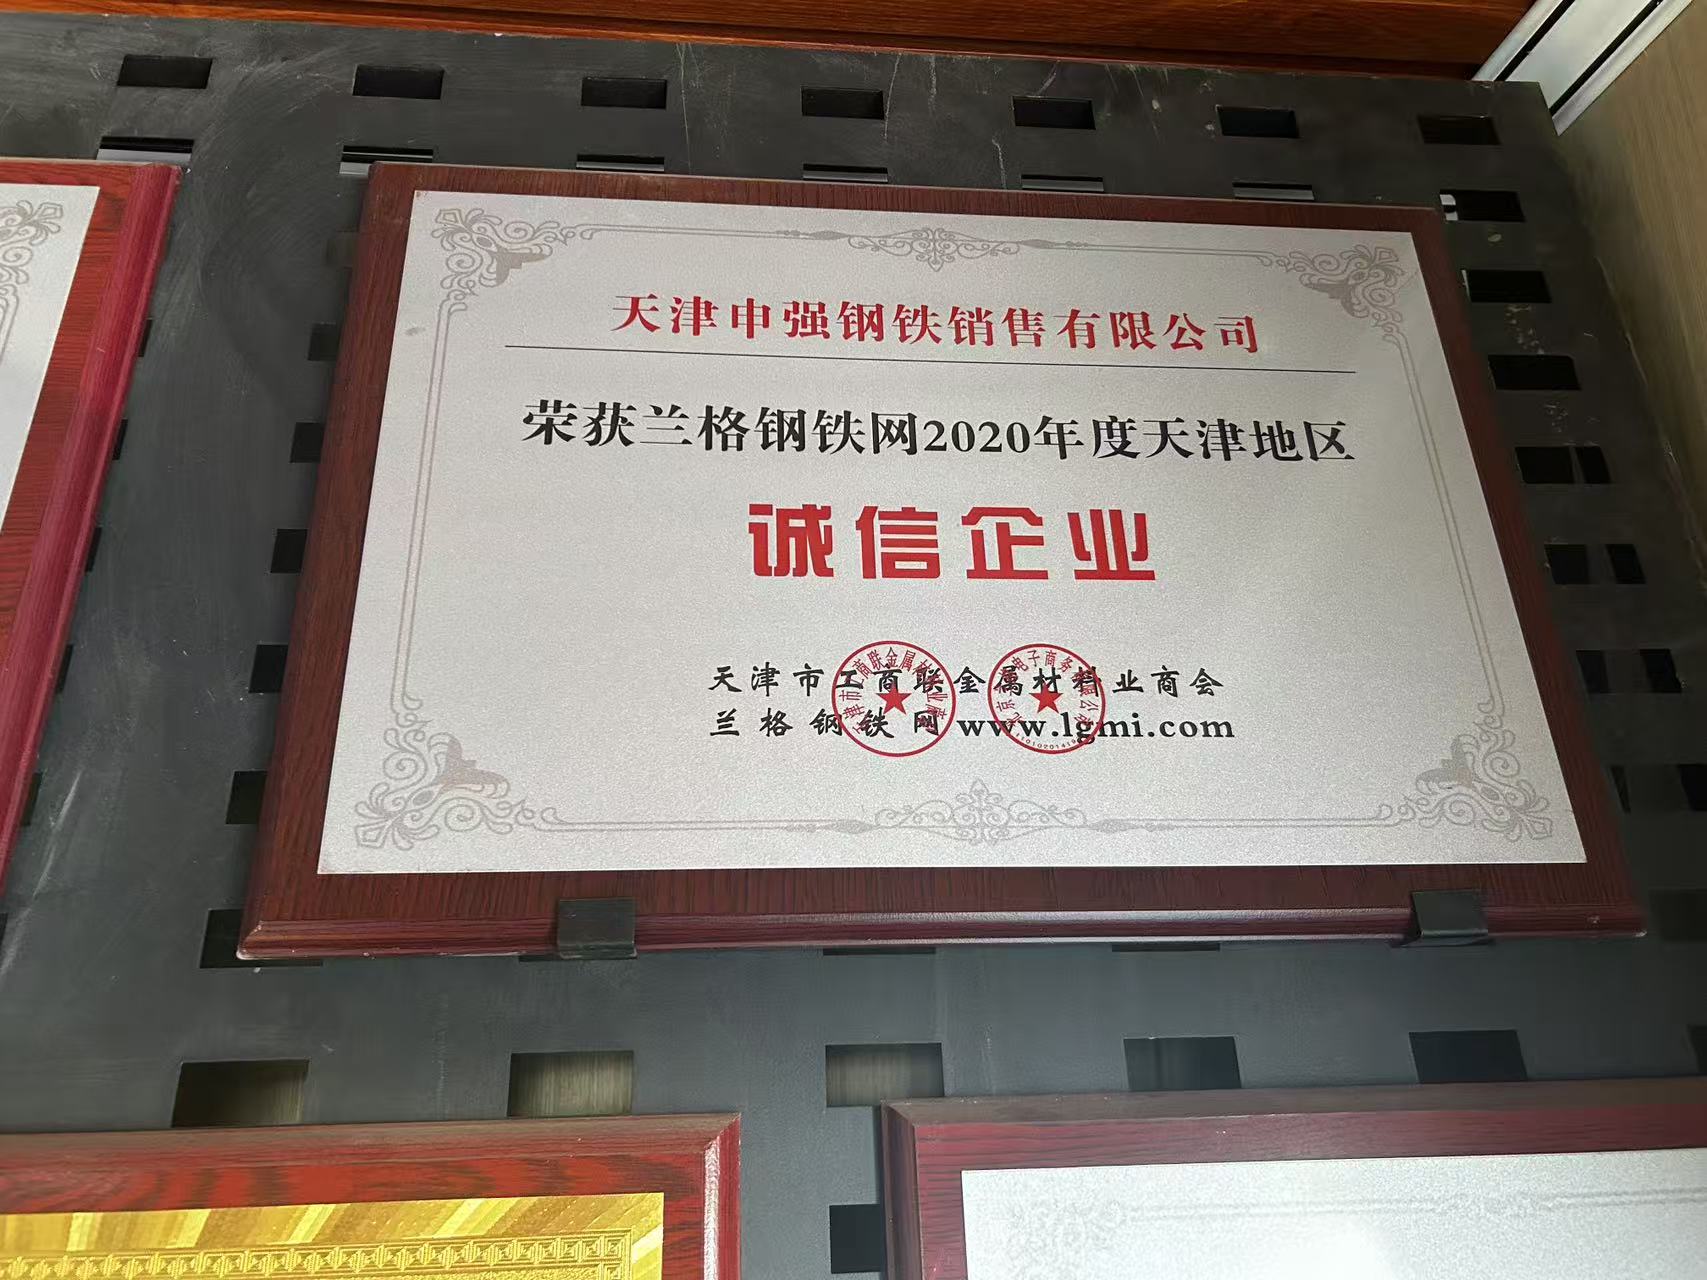 天津申强钢铁销售有限公司
荣获兰格钢铁网2020年度天津地区
诚信企业
天津市工商联金属材料业商会
兰格钢铁网 www.lgmi.com